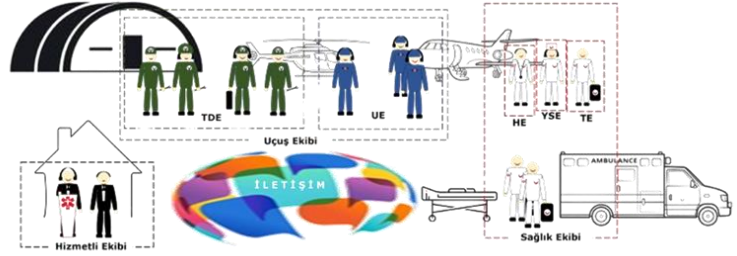 TDE
UE
Uçuş Ekibi
HE
YSE
TE
İLETİŞİM
AMBULANCE
Hizmetli Ekibi
Sağlık Ekibi